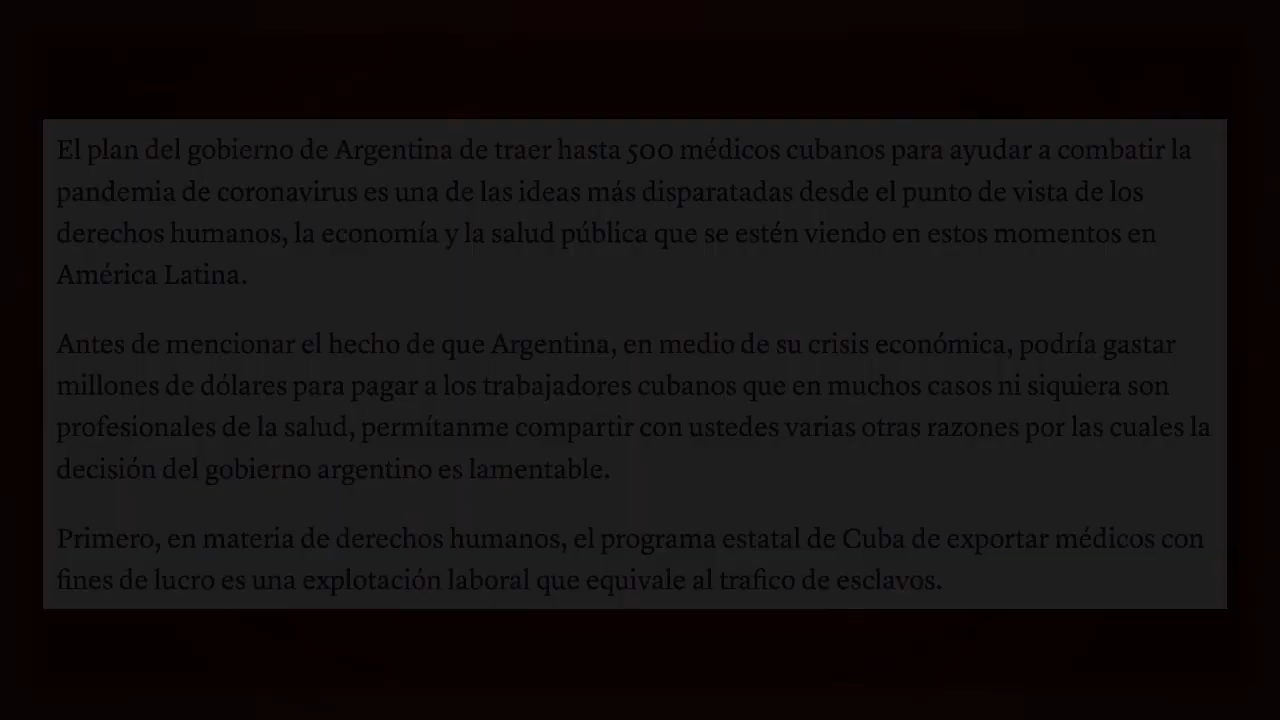 El plan del gobierno de Argentina de traer hasta 500 médicos cubanos para ayudar a combatir la
pandemia de coronavirus es una de las ideas más disparatadas desde el punto de vista de los
derechos humanos, la economía y la salud pública que se estén viendo en estos momentos en
América Latina.
Antes de mencionar el hecho de que Argentina, en medio de su crisis económica, podría gastar
millones de dólares para pagar a los trabajadores cubanos que en muchos casos ni siquiera son
profesionales de la salud, permítanme compartir con ustedes varias otras razones por las cuales la
decisión del gobierno argentino es lamentable.
Primero, en materia de derechos humanos, el programa estatal de Cuba de exportar médicos con
fines de lucro es una explotación laboral que equivale al trafico de esclavos.